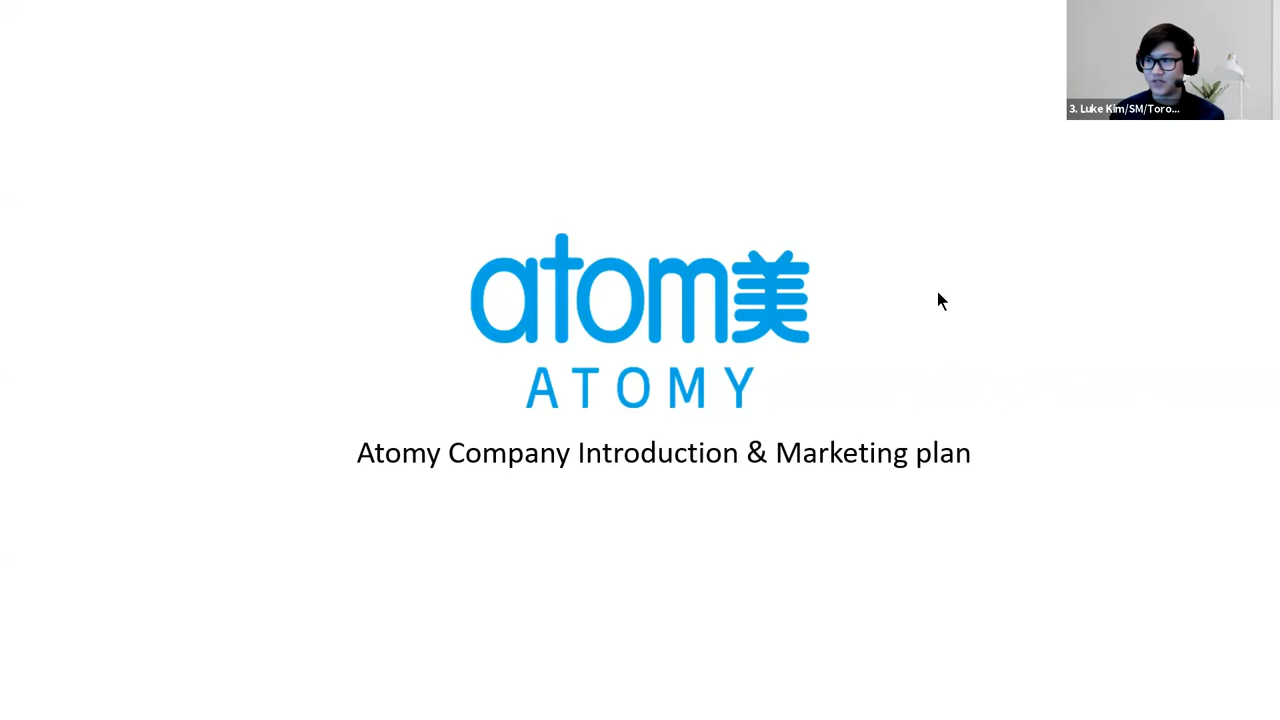 3. Luke Kim/SM/Toro...
atom美
ATOMY
Atomy Company Introduction & Marketing plan